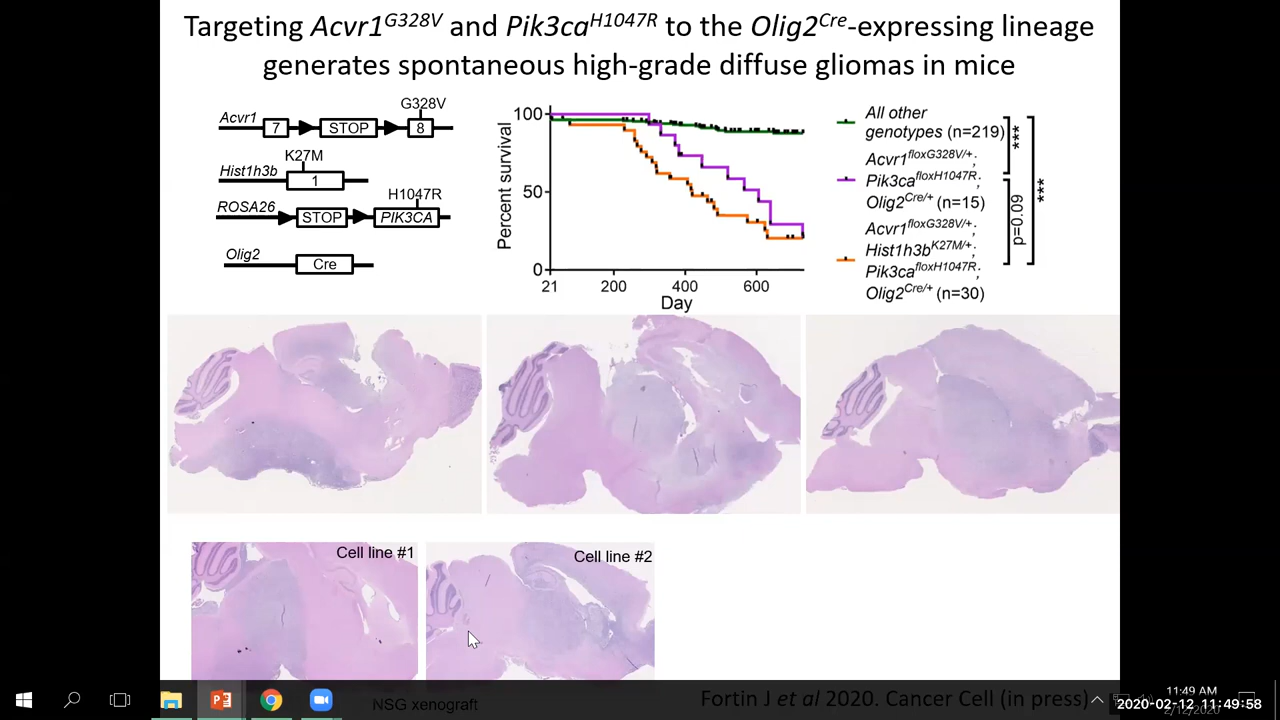 Targeting Acvr1G328V and Pik3caH1047R to the Olig2Cre-expressing lineage
generates spontaneous high-grade diffuse gliomas in mice
G328V
Acvr1
7
STOP
8
K27M
Hist1h3b
1
H1047R
ROSA26
STOP
PIK3CA
Olig2
Cre
Percent survival
100
50
0
21
200
400
600
Day
All other
genotypes (n=219)
Acvr1floxG328V/+;
Pik3cafloxH1047R;
Olig2Cre/+ (n=15)
Acvr1floxG328V/+;
Hist1h3bK27M/+;
Pik3cafloxH1047R;
Olig2Cre/+ (n=30)
***
p=0.09
***
Cell line #1
Cell line #2
NSG xenograft
Fortin J et al 2020. Cancer Cell (in press)
11:49 AM
2020-02-12 11:49:58
2/12/2020